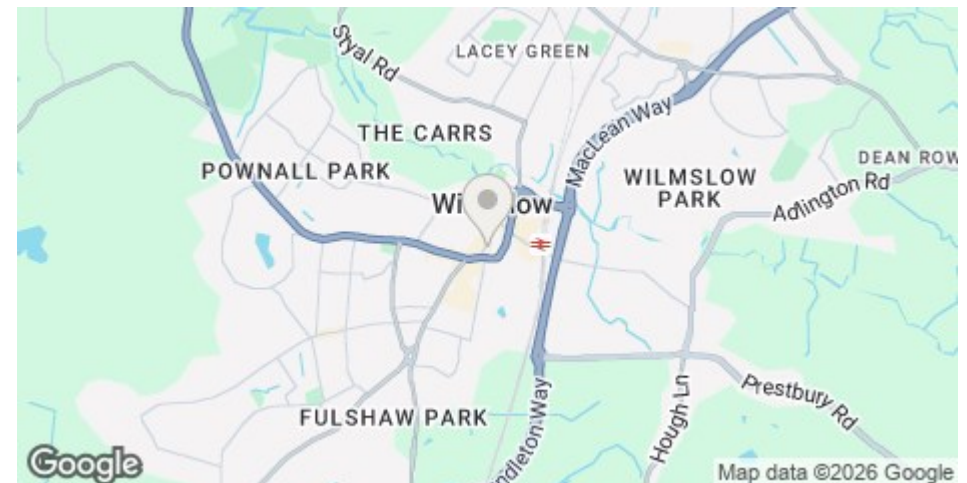 Styal Rd
LACEY GREEN
THE CARRS
MacLean Way
POWNALL PARK
DEAN ROW
WILMSLOW
PARK
Adlington Rd
Prestbury Rd
Hough Ln
FULSHAW PARK
Google
Map data ©2026 Google